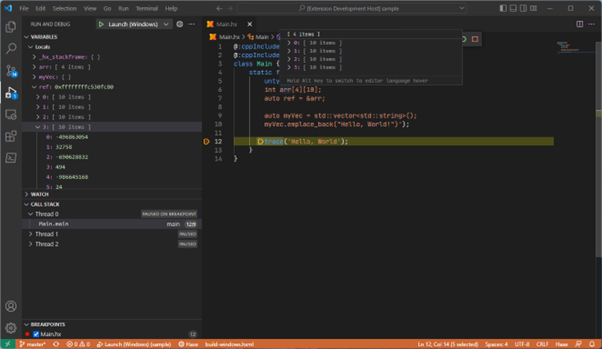 File Edit Selection View Go Run Terminal Help
[Extension Development Host] sample
RUN AND DEBUG
Launch (Windows)
VARIABLES
Locals
_hx_stackframe: [ ]
arr: [ 4 items ]
myVec: [ ]
ref: 0xffffffffc530fc80
0: [ 10 items ]
1: [ 10 items ]
2: [ 10 items ]
3: [ 10 items ]
0: -496863054
1: 32758
2: -690628832
3: 494
4: -986645168
5: 24
WATCH
CALL STACK
Thread 0 PAUSED ON BREAKPOINT
Main.main main 12:9
Thread 1 PAUSED
Thread 2 PAUSED
BREAKPOINTS
Main.hx 12
Main.hx
Main.hx > Main >
[ 4 items ]
0: [ 10 items ]
1: [ 10 items ]
2: [ 10 items ]
3: [ 10 items ]
Hold Alt key to switch to editor language hover
1 @:cppInclude
2 @:cppInclude
3 class Main {
4 static f
5 unty
6 int arr[4][10];
7 auto ref = &arr;
8
9 auto myVec = std::vector<std::string>();
10 myVec.emplace_back("Hello, World!")');
11
12 trace('Hello, World');
13 }
14 }
master* 0 0 Launch (Windows) (sample) Haxe build-windows.hxml
Ln 12, Col 14 (5 selected) Spaces: 4 UTF-8 CRLF Haxe